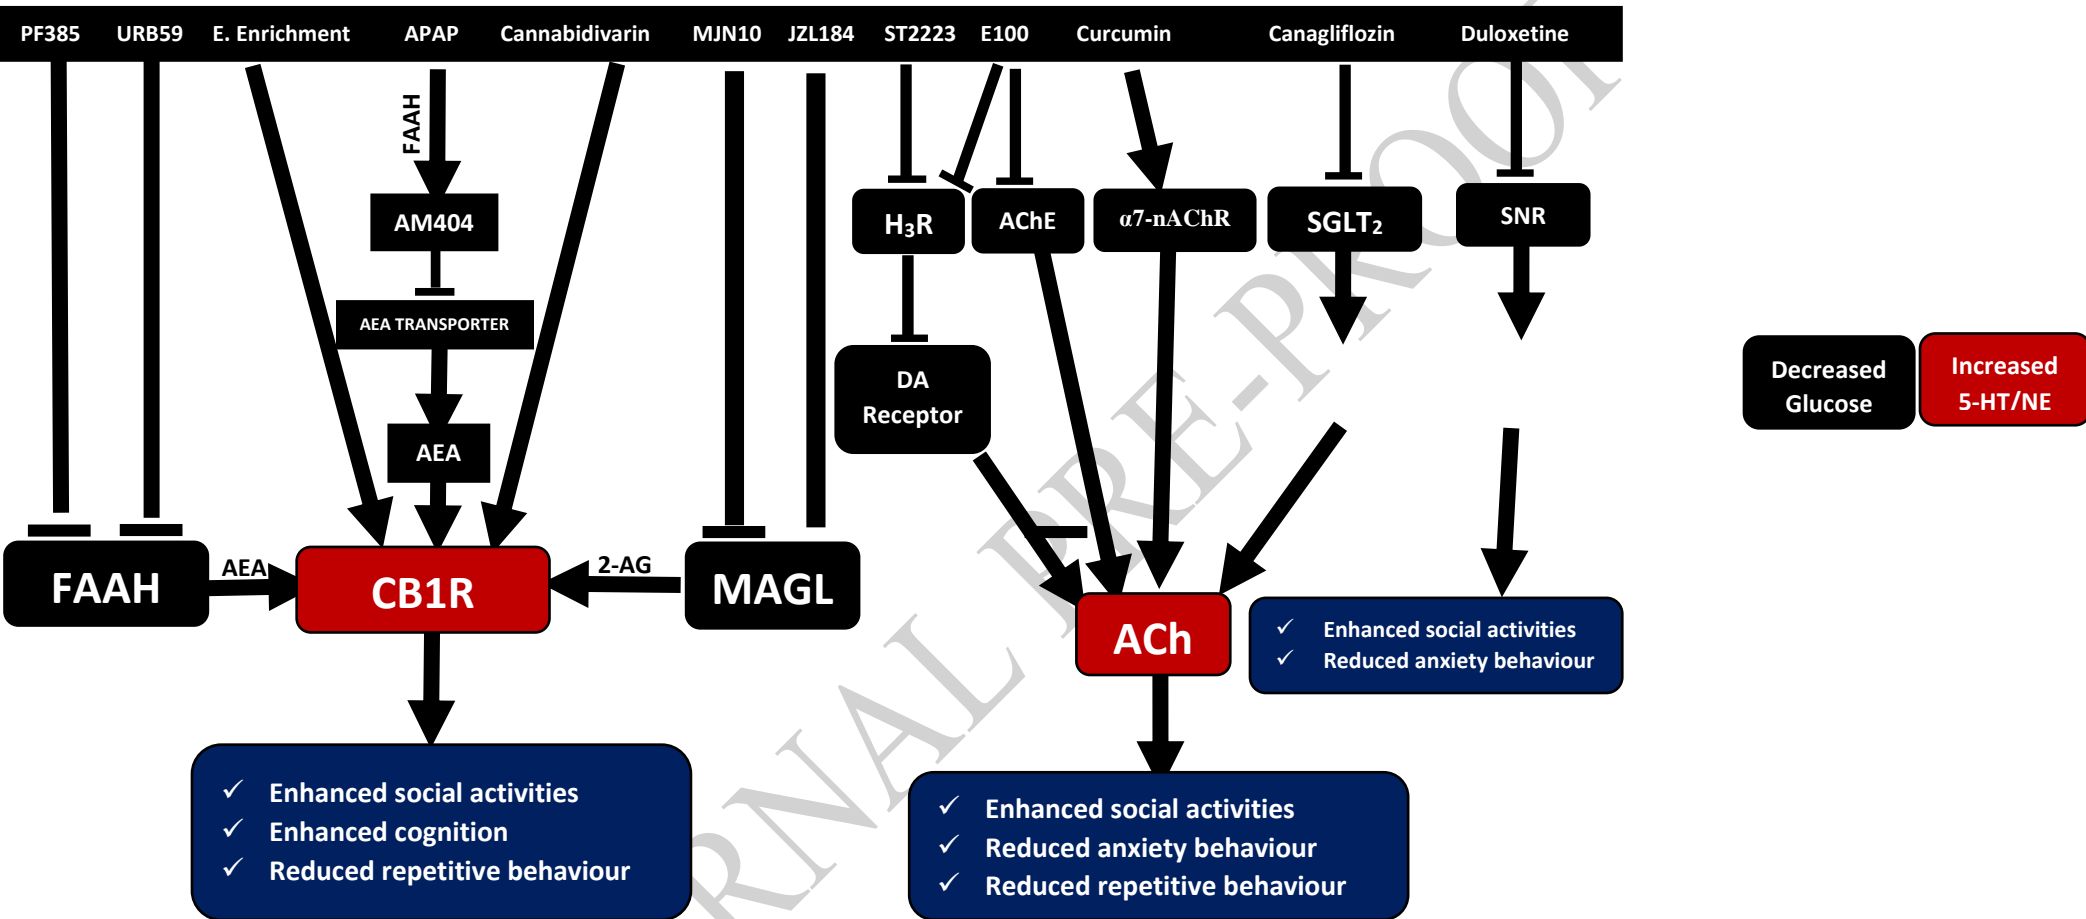 PF385 URB59 E. Enrichment APAP Cannabidivarin MJN10 JZL184 ST2223 E100 Curcumin Canagliflozin Duloxetine
FAAH
AM404
H₃R
AChE
α7-nAChR
SGLT₂
SNR
AEA TRANSPORTER
DA
Receptor
Decreased
Glucose
Increased
5-HT/NE
AEA
FAAH
AEA
CB1R
2-AG
MAGL
ACh
✓ Enhanced social activities
✓ Reduced anxiety behaviour
✓ Enhanced social activities
✓ Enhanced cognition
✓ Reduced repetitive behaviour
✓ Enhanced social activities
✓ Reduced anxiety behaviour
✓ Reduced repetitive behaviour
RNAL PRE-PROOF